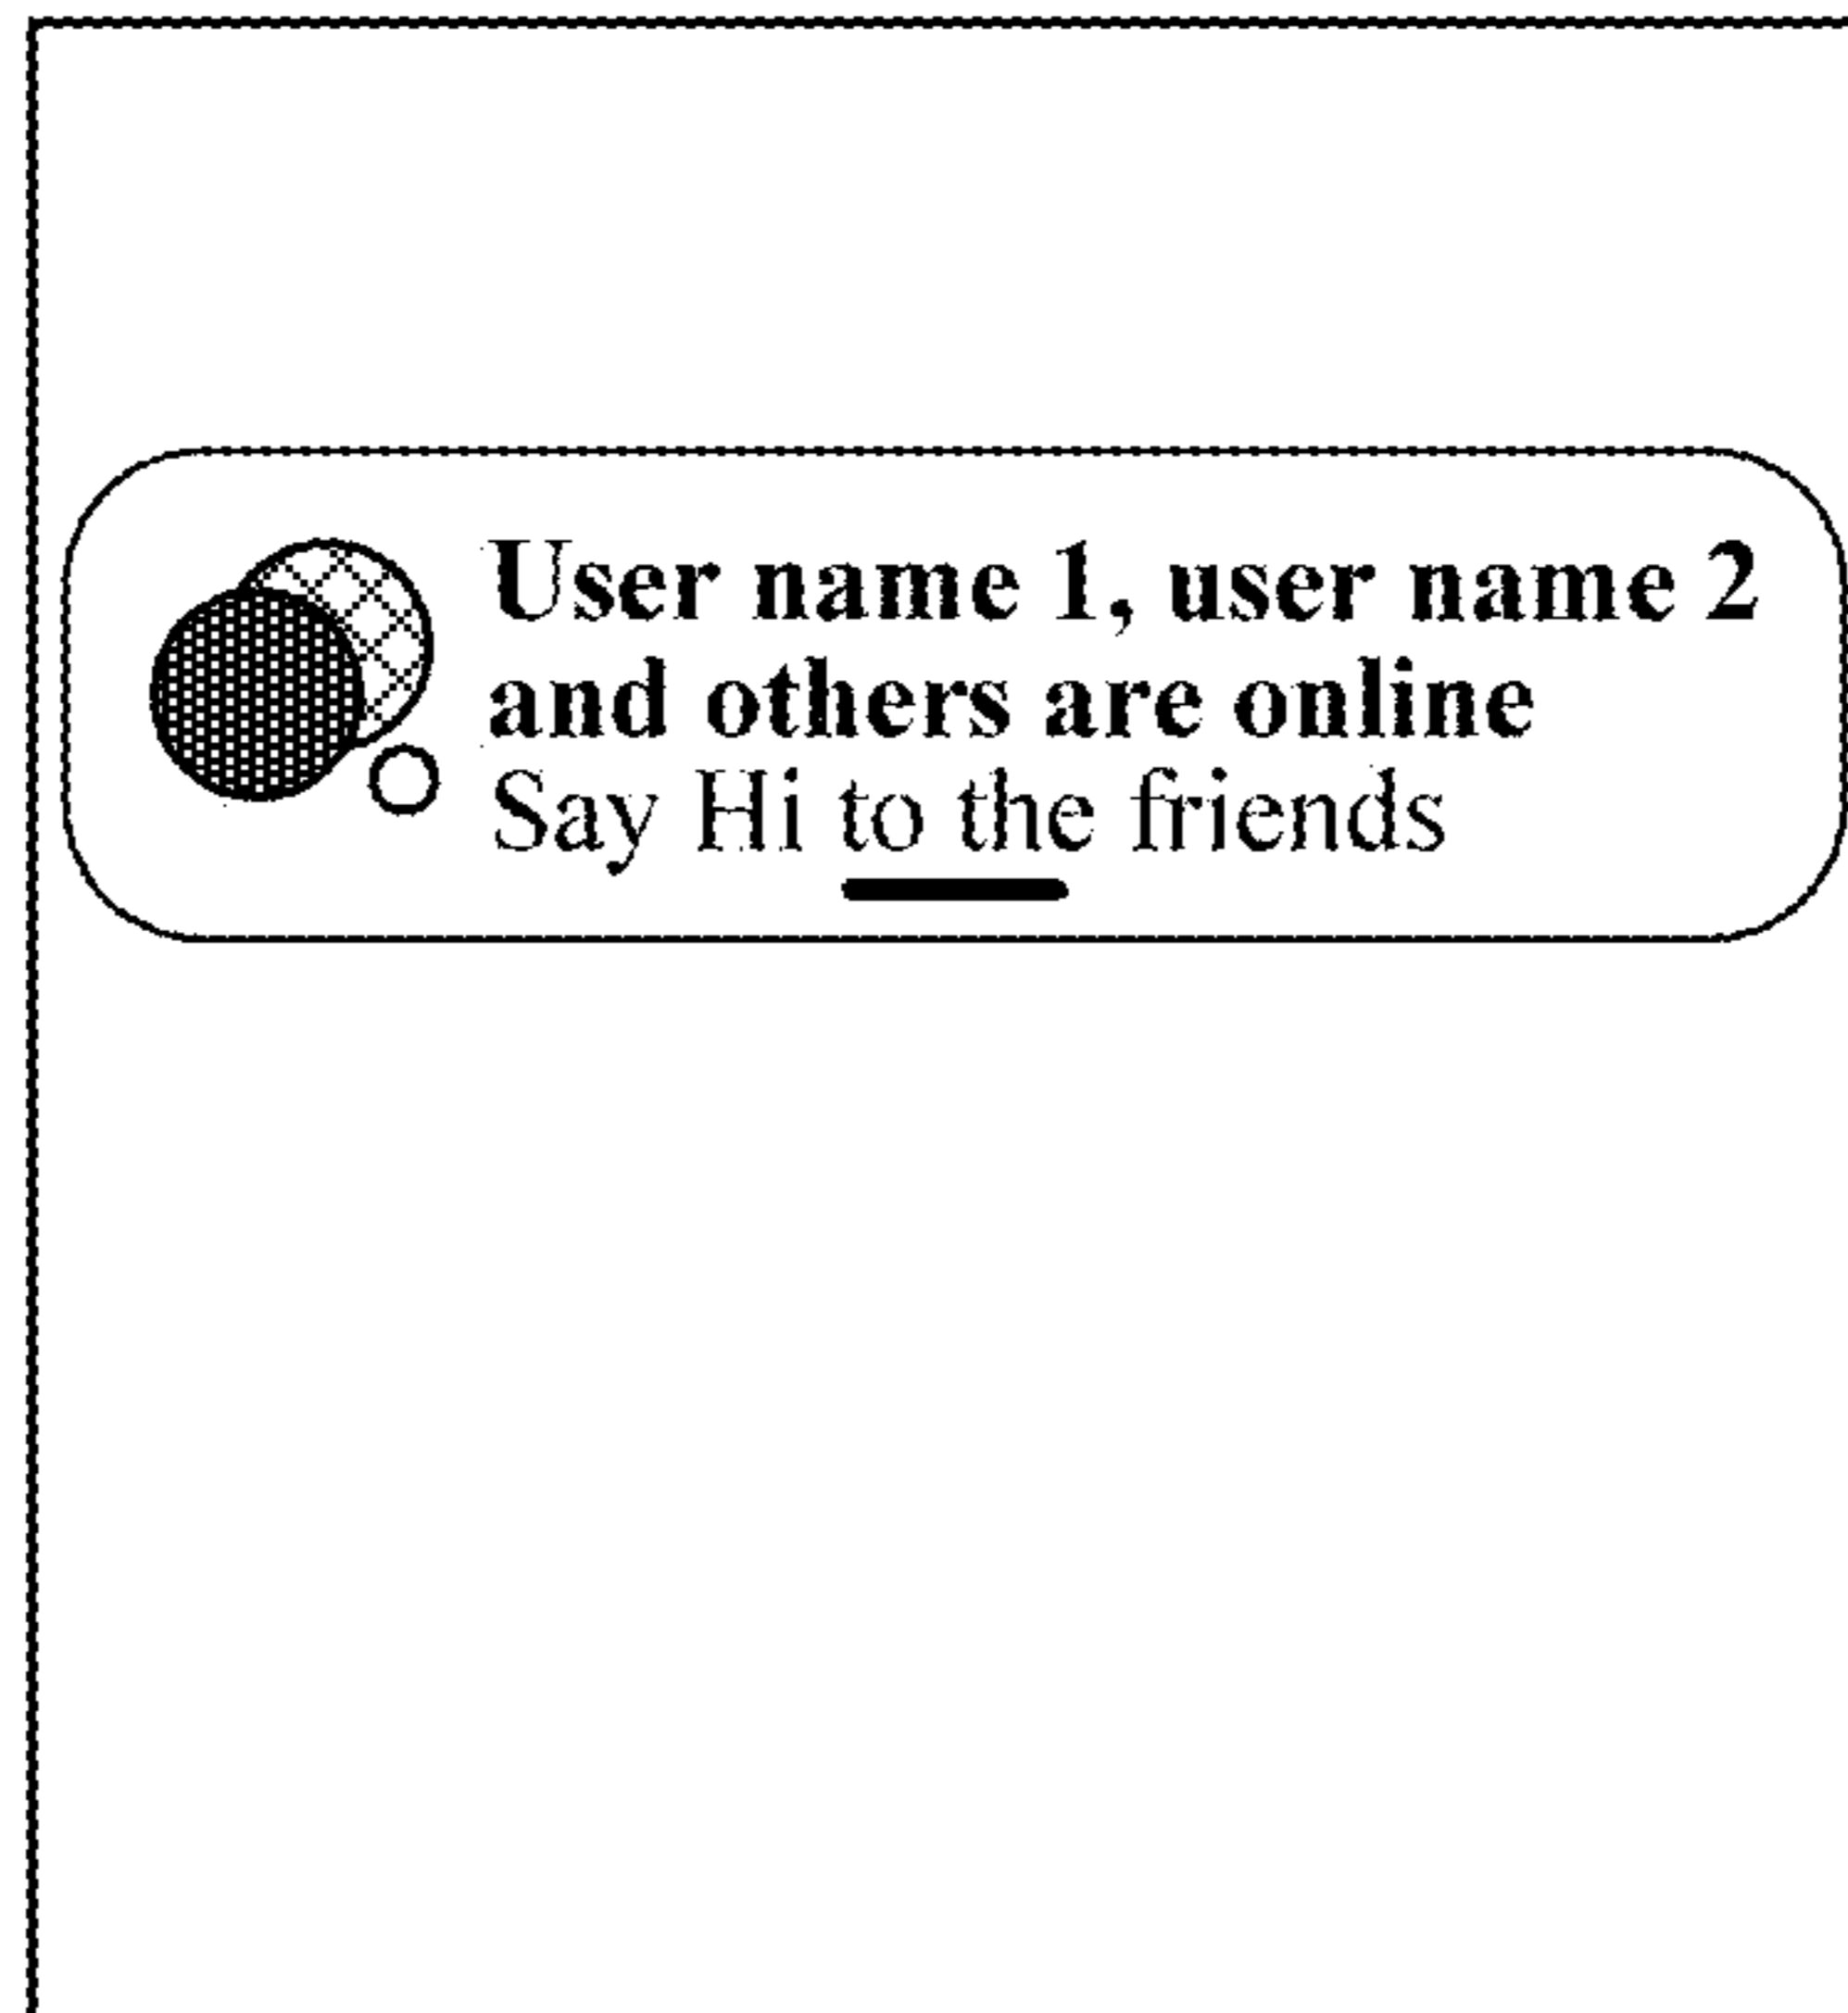 User name 1, user name 2
and others are online
Say Hi to the friends